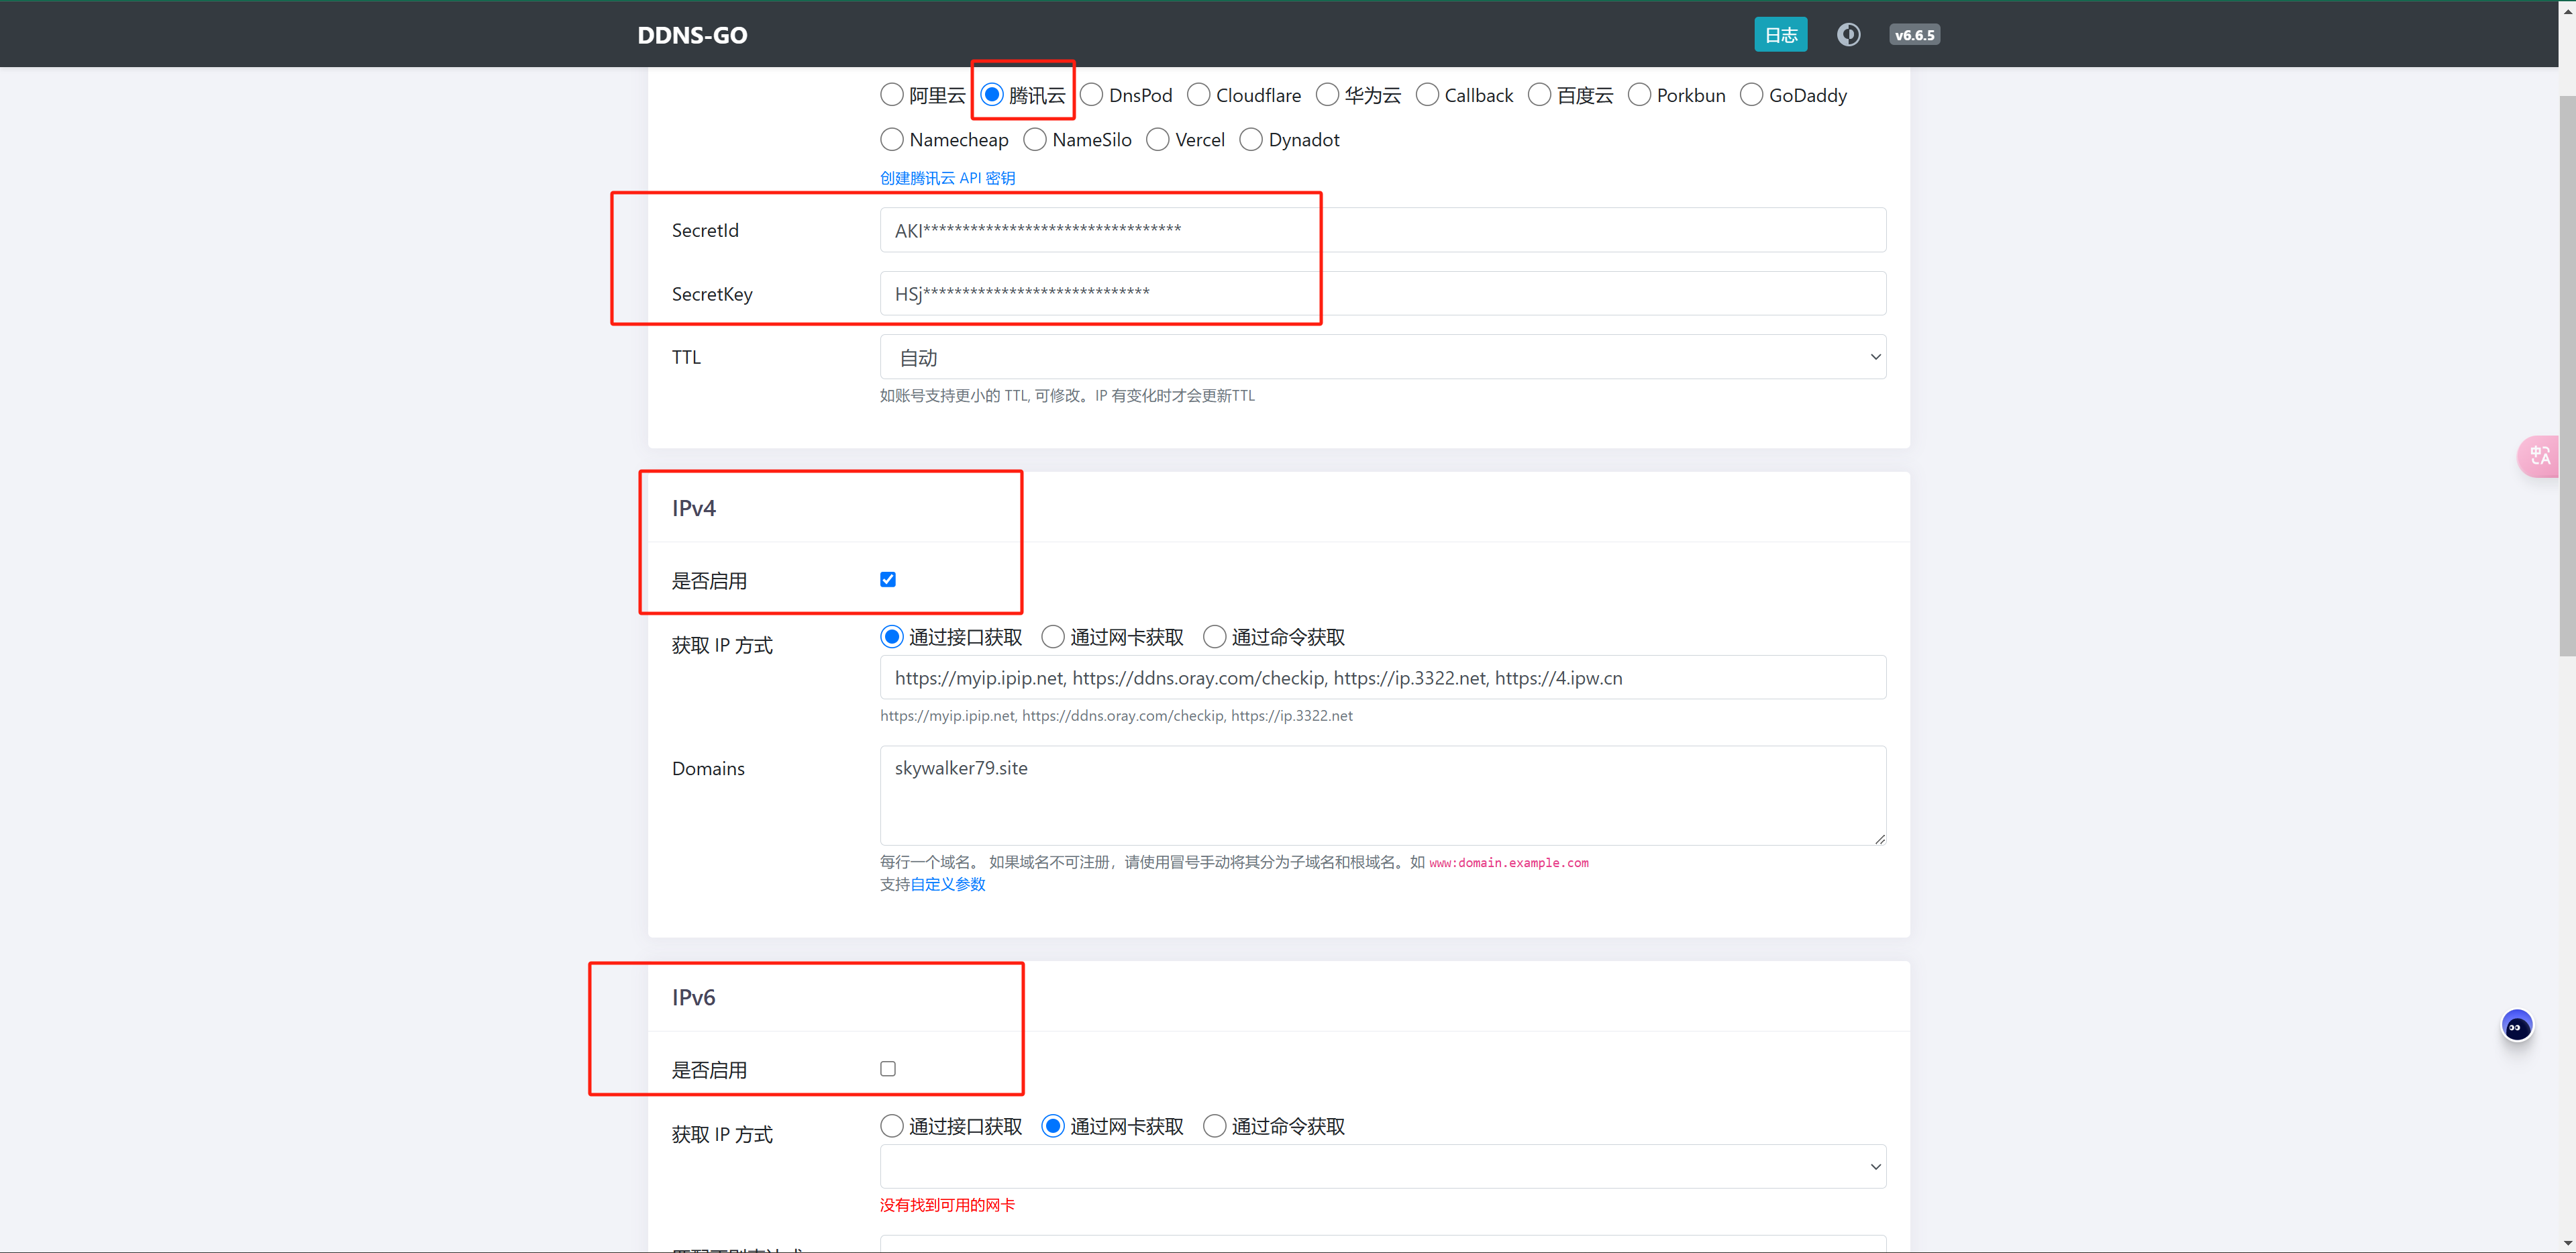 DDNS-GO 日志 v6.6.5
阿里云 腾讯云 DnsPod Cloudflare 华为云 Callback 百度云 Porkbun GoDaddy
Namecheap NameSilo Vercel Dynadot
创建腾讯云 API 密钥
SecretId AKI*********************************
SecretKey HSj*****************************
TTL 自动
如账号支持更小的 TTL, 可修改。IP 有变化时才会更新TTL
IPv4
是否启用
获取 IP 方式 通过接口获取 通过网卡获取 通过命令获取
https://myip.ipip.net, https://ddns.oray.com/checkip, https://ip.3322.net, https://4.ipw.cn
https://myip.ipip.net, https://ddns.oray.com/checkip, https://ip.3322.net
Domains skywalker79.site
每行一个域名。 如果域名不可注册，请使用冒号手动将其分为子域名和根域名。如 www:domain.example.com
支持自定义参数
IPv6
是否启用
获取 IP 方式 通过接口获取 通过网卡获取 通过命令获取
没有找到可用的网卡